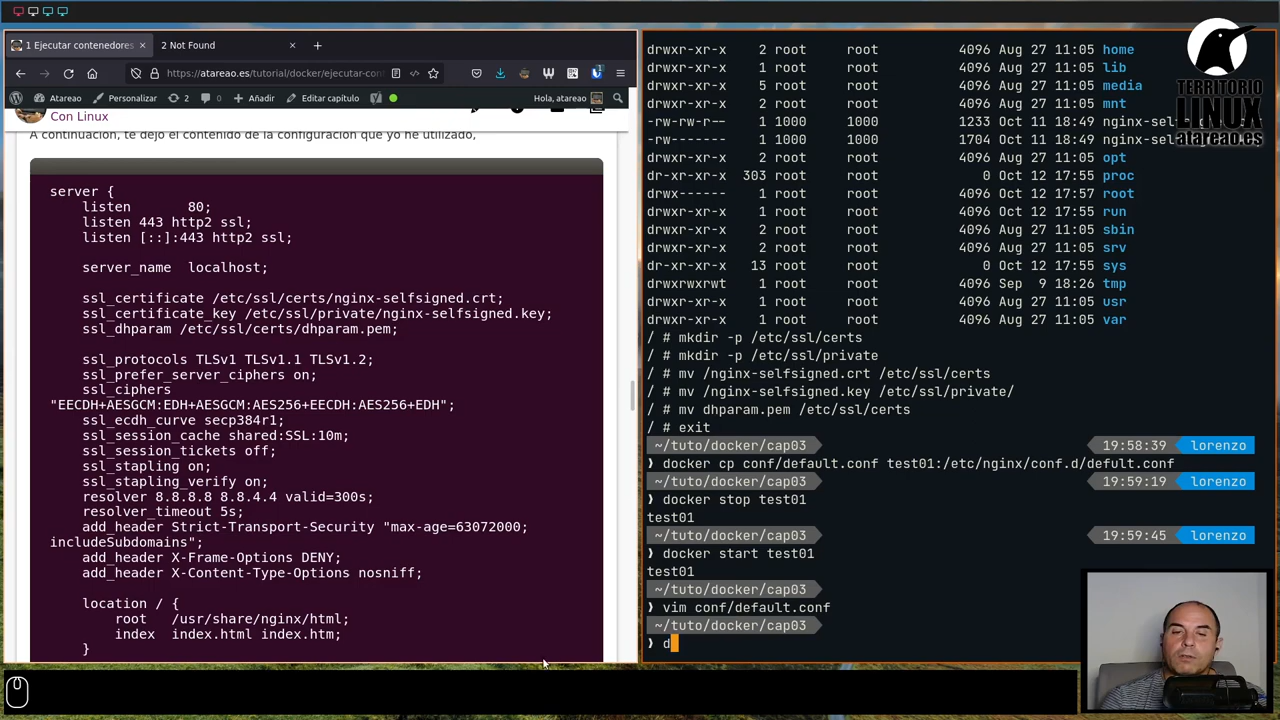 1 Ejecutar contenedores
2 Not Found
https://atareao.es/tutorial/docker/ejecutar-con
Atareao
Personalizar
2
0
Añadir
Editar capítulo
Hola, atareao
Con Linux
A continuación, te dejo el contenido de la configuración que yo he utilizado,
server {
listen 80;
listen 443 http2 ssl;
listen [::]:443 http2 ssl;
server_name localhost;
ssl_certificate /etc/ssl/certs/nginx-selfsigned.crt;
ssl_certificate_key /etc/ssl/private/nginx-selfsigned.key;
ssl_dhparam /etc/ssl/certs/dhparam.pem;
ssl_protocols TLSv1 TLSv1.1 TLSv1.2;
ssl_prefer_server_ciphers on;
ssl_ciphers
"EECDH+AESGCM:EDH+AESGCM:AES256+EECDH:AES256+EDH";
ssl_ecdh_curve secp384r1;
ssl_session_cache shared:SSL:10m;
ssl_session_tickets off;
ssl_stapling on;
ssl_stapling_verify on;
resolver 8.8.8.8 8.8.4.4 valid=300s;
resolver_timeout 5s;
add_header Strict-Transport-Security "max-age=63072000;
includeSubdomains";
add_header X-Frame-Options DENY;
add_header X-Content-Type-Options nosniff;
location / {
root /usr/share/nginx/html;
index index.html index.htm;
}
drwxr-xr-x 2 root root 4096 Aug 27 11:05 home
drwxr-xr-x 1 root root 4096 Aug 27 11:05 lib
drwxr-xr-x 5 root root 4096 Aug 27 11:05 media
drwxr-xr-x 2 root root 4096 Aug 27 11:05 mnt
-rw-rw-r-- 1 1000 1000 1233 Oct 11 18:49 nginx-se
-rw------- 1 1000 1000 1704 Oct 11 18:49 nginx-se
drwxr-xr-x 2 root root 4096 Aug 27 11:05 opt
dr-xr-xr-x 303 root root 0 Oct 12 17:55 proc
drwx------ 1 root root 4096 Oct 12 17:57 root
drwxr-xr-x 1 root root 4096 Oct 12 17:55 run
drwxr-xr-x 2 root root 4096 Aug 27 11:05 sbin
drwxr-xr-x 2 root root 4096 Aug 27 11:05 srv
dr-xr-xr-x 13 root root 0 Oct 12 17:55 sys
drwxrwxrwt 1 root root 4096 Sep 9 18:26 tmp
drwxr-xr-x 1 root root 4096 Aug 27 11:05 usr
drwxr-xr-x 1 root root 4096 Aug 27 11:05 var
/ # mkdir -p /etc/ssl/certs
/ # mkdir -p /etc/ssl/private
/ # mv /nginx-selfsigned.crt /etc/ssl/certs
/ # mv /nginx-selfsigned.key /etc/ssl/private/
/ # mv dhparam.pem /etc/ssl/certs
/ # exit
~/tuto/docker/cap03 19:58:39 lorenzo
❯ docker cp conf/default.conf test01:/etc/nginx/conf.d/defult.conf
~/tuto/docker/cap03 19:59:19 lorenzo
❯ docker stop test01
test01
~/tuto/docker/cap03 19:59:45 lorenzo
❯ docker start test01
test01
~/tuto/docker/cap03
❯ vim conf/default.conf
~/tuto/docker/cap03
❯ d
TERRITORIO
LINUX
atareao.es